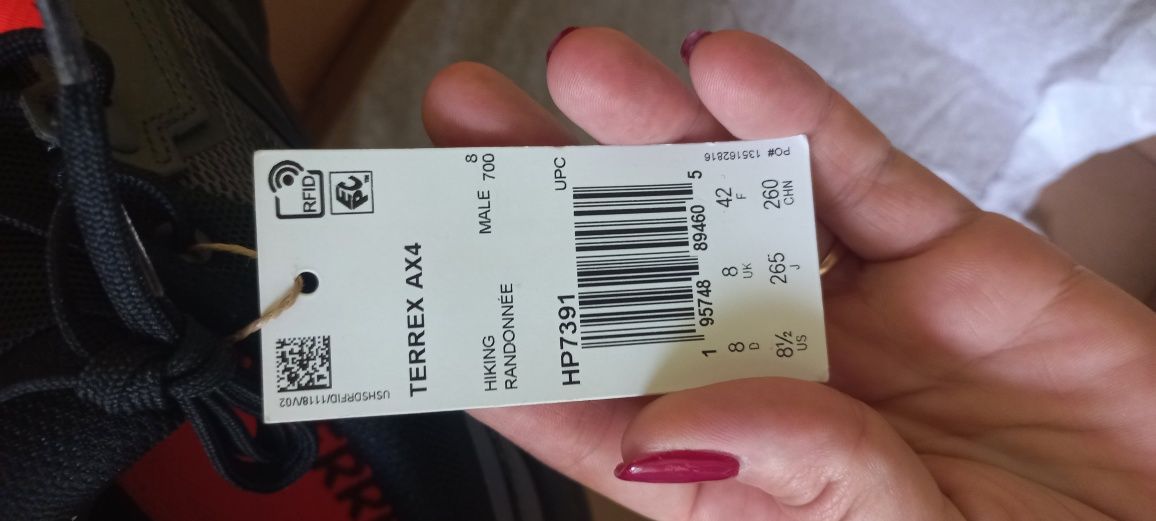 RFID
EPC
USHSDRFID/1118/V02
TERREX AX4
HIKING MALE 8
RANDONNÉE 700
HP7391 UPC
1 95748 89460 5
8 8 42
D UK F
8½ 265 260
US J CHN
PO# 135162816